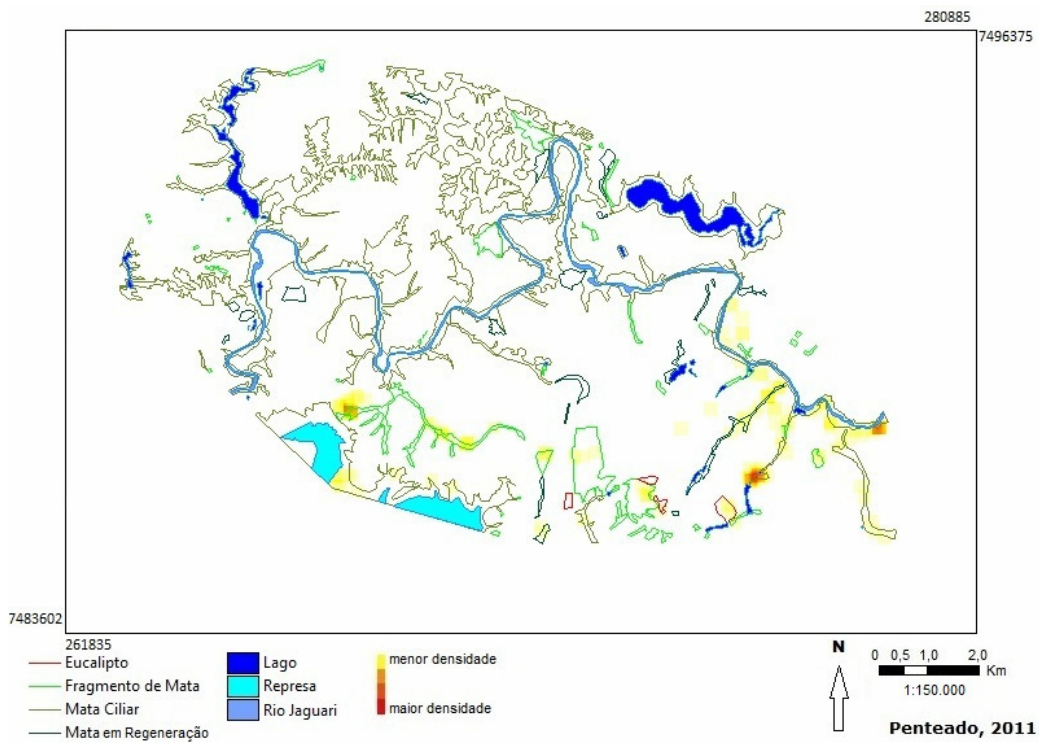 280885
7496375
7483602
261835
Eucalipto
Fragmento de Mata
Mata Ciliar
Mata em Regeneração
Lago
Represa
Rio Jaguari
menor densidade
maior densidade
N
0 0,5 1,0 2,0
Km
1:150.000
Penteado, 2011